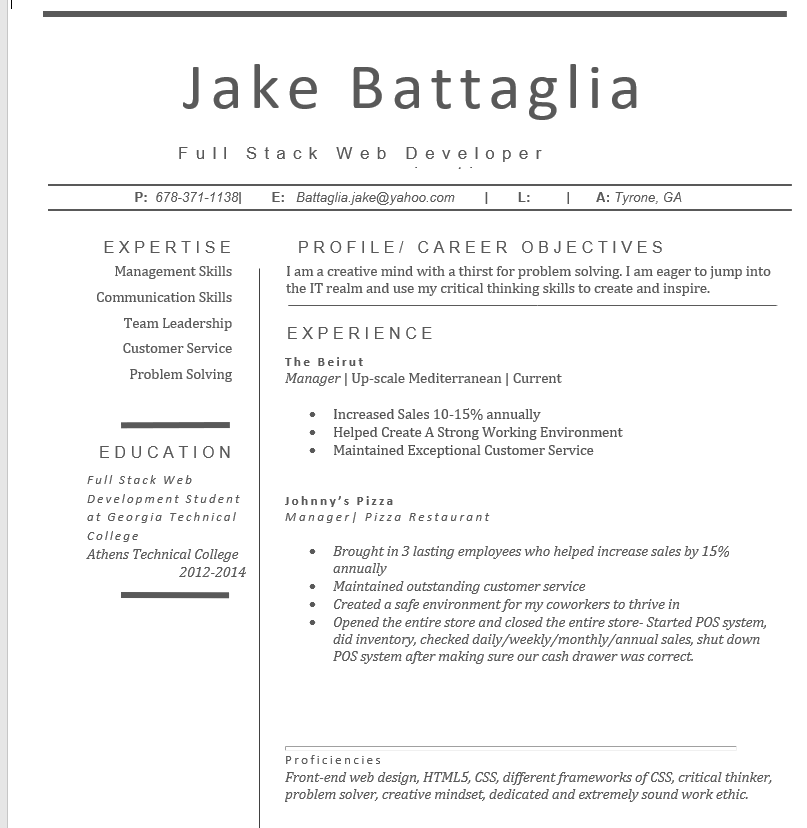 Jake Battaglia
Full Stack Web Developer
P: 678-371-1138| E: Battaglia.jake@yahoo.com | L: | A: Tyrone, GA
EXPERTISE
Management Skills
Communication Skills
Team Leadership
Customer Service
Problem Solving
EDUCATION
Full Stack Web
Development Student
at Georgia Technical
College
Athens Technical College
2012-2014
PROFILE/ CAREER OBJECTIVES
I am a creative mind with a thirst for problem solving. I am eager to jump into
the IT realm and use my critical thinking skills to create and inspire.
EXPERIENCE
The Beirut
Manager | Up-scale Mediterranean | Current
• Increased Sales 10-15% annually
• Helped Create A Strong Working Environment
• Maintained Exceptional Customer Service
Johnny’s Pizza
Manager| Pizza Restaurant
• Brought in 3 lasting employees who helped increase sales by 15%
annually
• Maintained outstanding customer service
• Created a safe environment for my coworkers to thrive in
• Opened the entire store and closed the entire store- Started POS system,
did inventory, checked daily/weekly/monthly/annual sales, shut down
POS system after making sure our cash drawer was correct.
Proficiencies
Front-end web design, HTML5, CSS, different frameworks of CSS, critical thinker,
problem solver, creative mindset, dedicated and extremely sound work ethic.